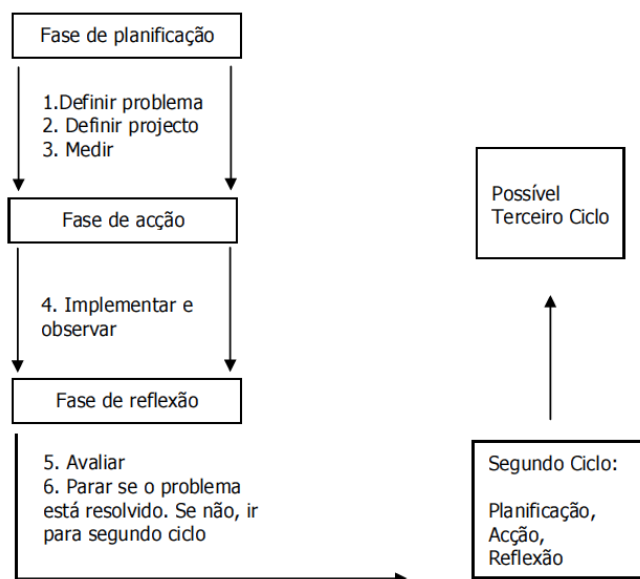 Fase de planificação
1.Definir problema
2. Definir projecto
3. Medir
Fase de acção
4. Implementar e
observar
Fase de reflexão
5. Avaliar
6. Parar se o problema
está resolvido. Se não, ir
para segundo ciclo
Possível
Terceiro Ciclo
Segundo Ciclo:
Planificação,
Acção,
Reflexão